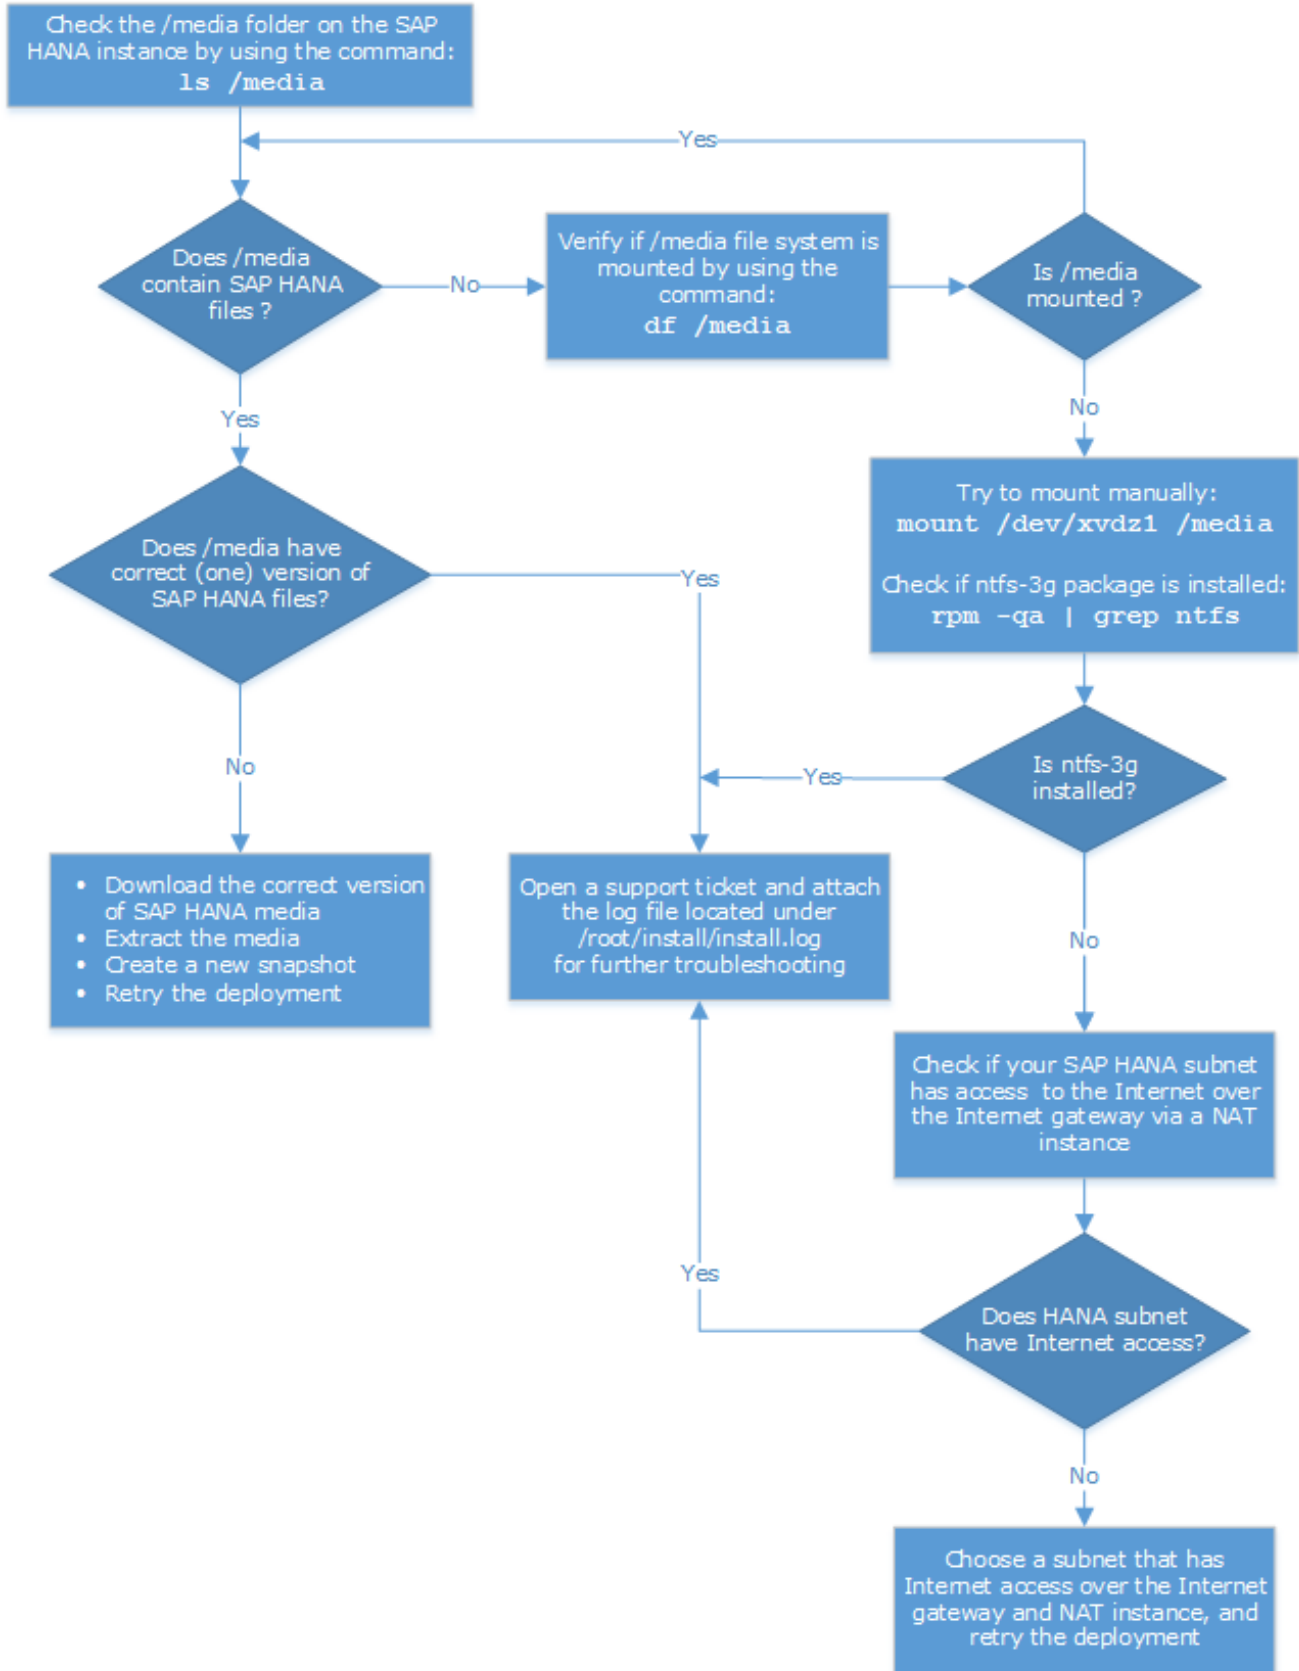 Check the /media folder on the SAP
HANA instance by using the command:
ls /media
Yes
Does /media
contain SAP HANA
files ?
No
Verify if /media file system is
mounted by using the
command:
df /media
Is /media
mounted ?
Yes
No
Does /media have
correct (one) version of
SAP HANA files?
Yes
Try to mount manually:
mount /dev/xvdz1 /media
Check if ntfs-3g package is installed:
rpm -qa | grep ntfs
No
Yes
Is ntfs-3g
installed?
• Download the correct version
of SAP HANA media
• Extract the media
• Create a new snapshot
• Retry the deployment
Open a support ticket and attach
the log file located under
/root/install/install.log
for further troubleshooting
No
Check if your SAP HANA subnet
has access to the Internet over
the Internet gateway via a NAT
instance
Yes
Does HANA subnet
have Internet access?
No
Choose a subnet that has
Internet access over the Internet
gateway and NAT instance, and
retry the deployment